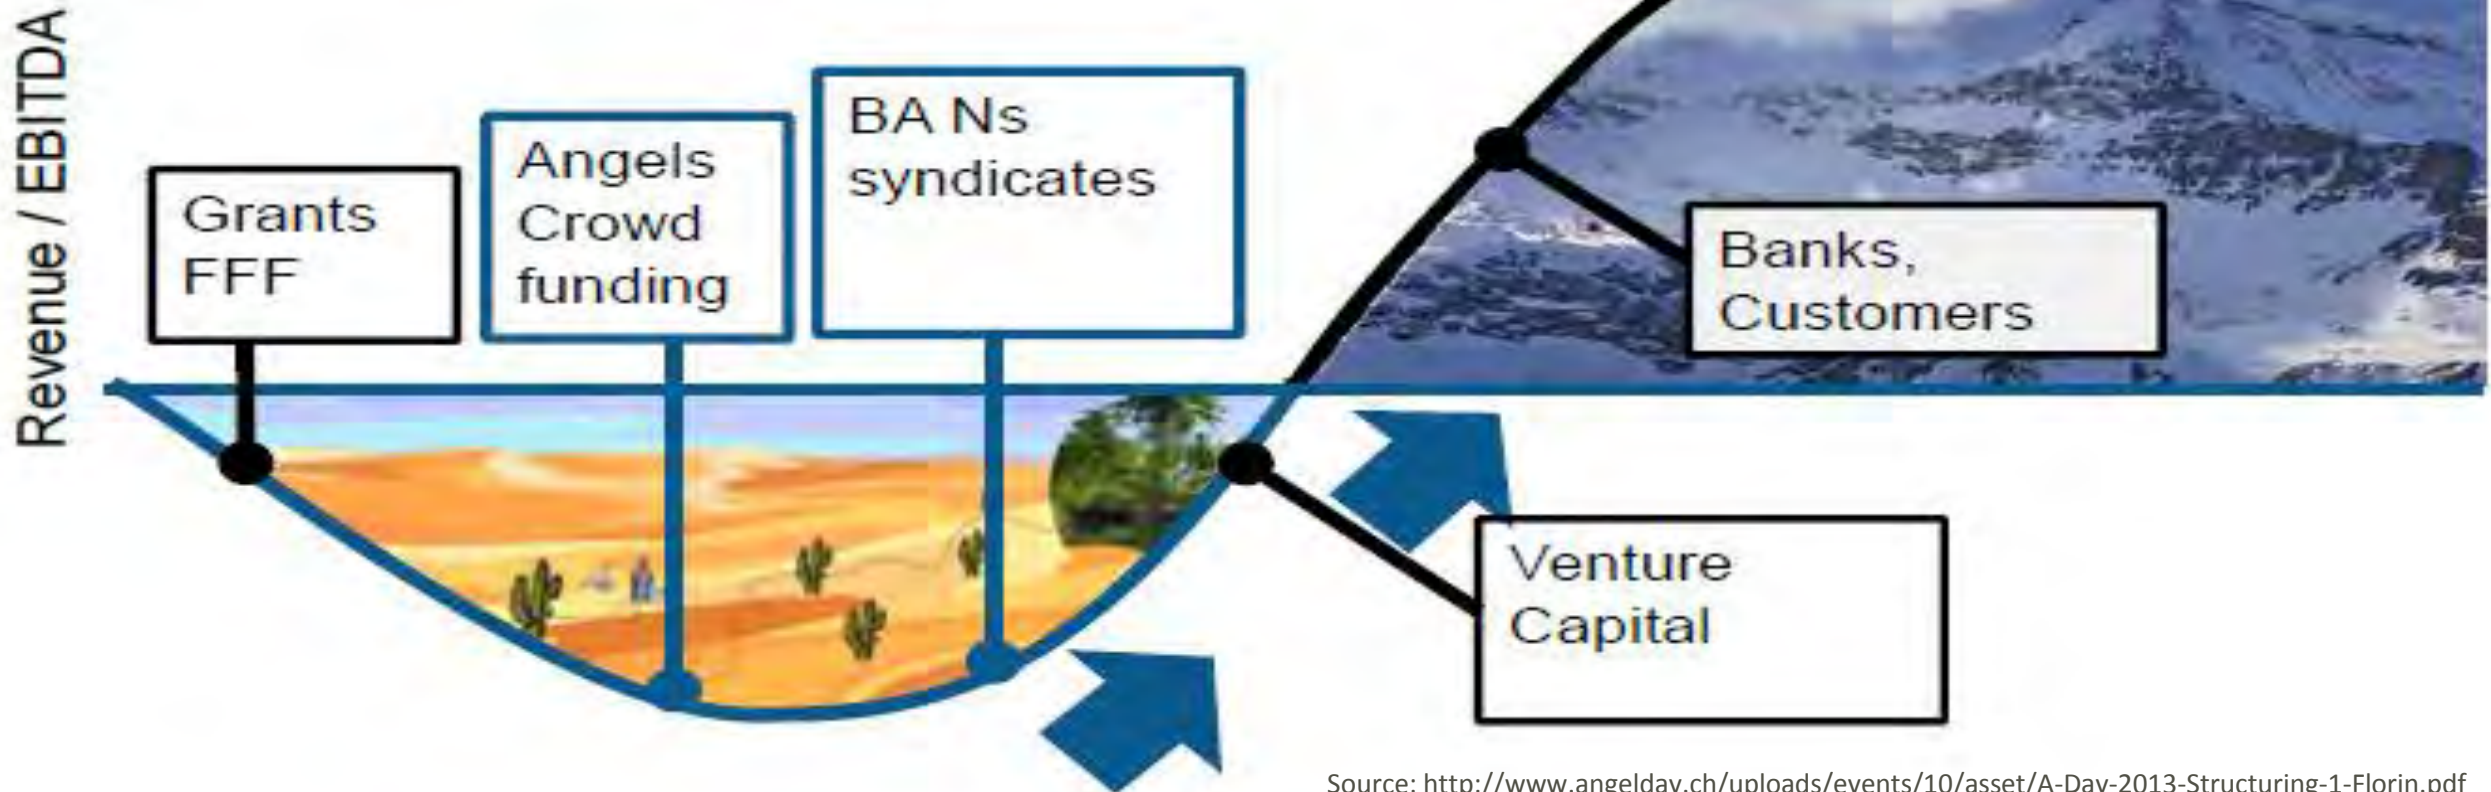 Revenue / EBITDA
Grants
FFF
Angels
Crowd
funding
BA Ns
syndicates
Banks,
Customers
Venture
Capital
Source: http://www.angelday.ch/uploads/events/10/asset/A-Day-2013-Structuring-1-Florin.pdf